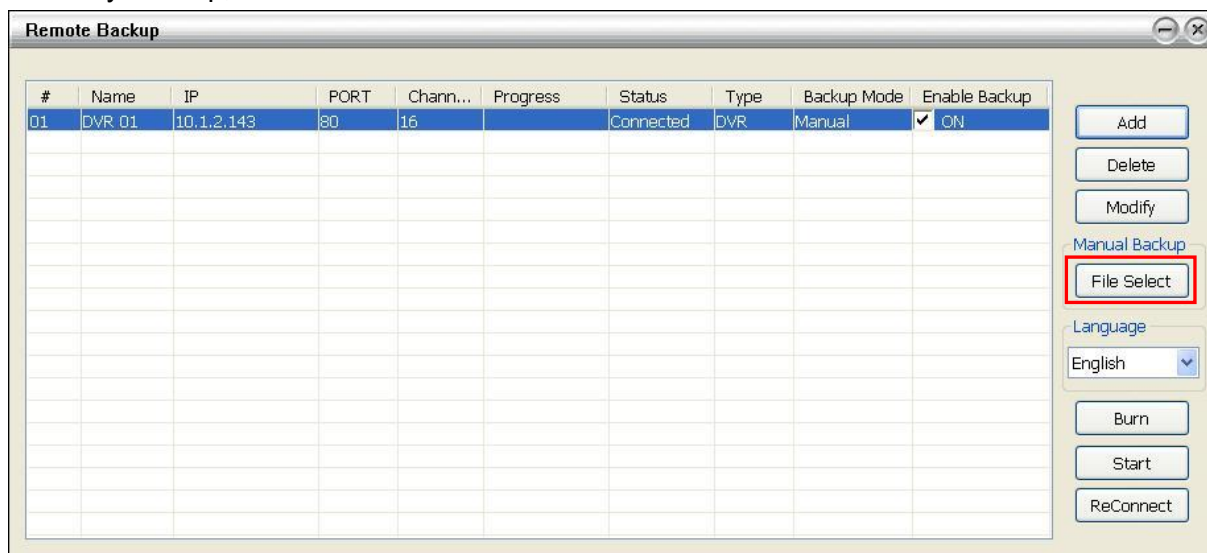 Remote Backup
# Name IP PORT Chann... Progress Status Type Backup Mode Enable Backup
01 DVR 01 10.1.2.143 80 16 Connected DVR Manual ON
Add
Delete
Modify
Manual Backup
File Select
Language
English
Burn
Start
ReConnect